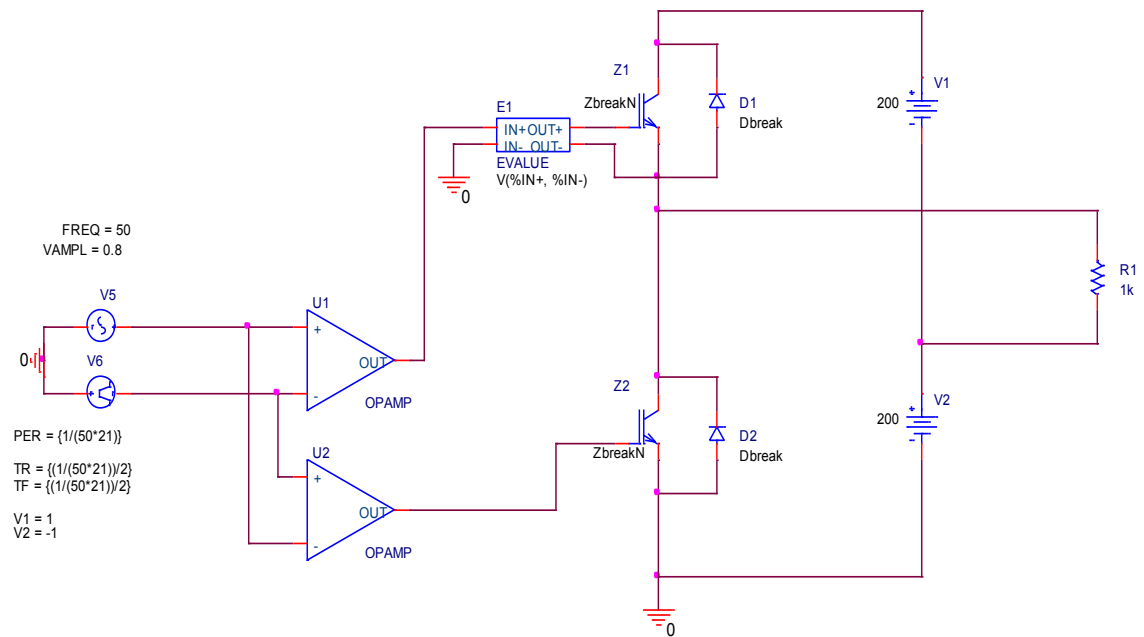 Z1
V1
ZbreakN
200
E1
D1
IN+ OUT+
Dbreak
IN- OUT-
EVALUE
V(%IN+, %IN-)
0
FREQ = 50
VAMPL = 0.8
R1
1k
V5
U1
+
0
OUT
V6
-
Z2
V2
OPAMP
200
PER = {1/(50*21)}
D2
U2
ZbreakN
Dbreak
TR = {(1/(50*21))/2}
+
TF = {(1/(50*21))/2}
OUT
V1 = 1
V2 = -1
-
OPAMP
0